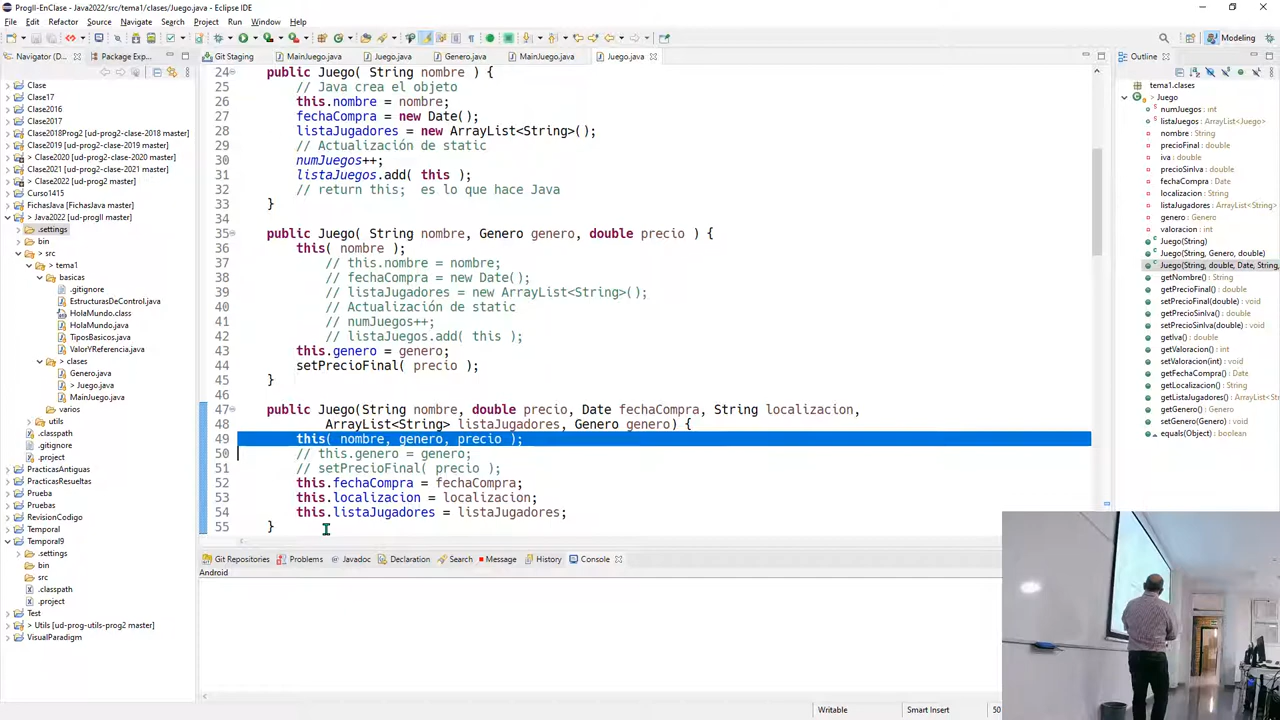 ProgII-EnClase - Java2022/src/tema1/clases/Juego.java - Eclipse IDE
File Edit Refactor Source Navigate Search Project Run Window Help
Modeling
Navigator (D...
Package Exp...
Git Staging
MainJuego.java
Juego.java
Genero.java
MainJuego.java
Juego.java
Outline
Clase
Clase17
Clase2016
Clase2017
Clase2018Prog2 [ud-prog2-clase-2018 master]
Clase2019 [ud-prog2-clase-2019 master]
> Clase2020 [ud-prog2-clase-2020 master]
Clase2021 [ud-prog2-clase-2021 master]
> Clase2022 [ud-prog2 master]
Curso1415
FichasJava [FichasJava master]
> Java2022 [ud-progII master]
.settings
bin
> src
> tema1
basicas
.gitignore
EstructurasDeControl.java
HolaMundo.class
HolaMundo.java
TiposBasicos.java
ValorYReferencia.java
> clases
Genero.java
> Juego.java
MainJuego.java
varios
utils
.classpath
.gitignore
.project
PracticasAntiguas
PracticasResueltas
Prueba
Pruebas
RevisionCodigo
Temporal
Temporal9
.settings
bin
src
.classpath
.project
Test
> Utils [ud-prog-utils-prog2 master]
VisualParadigm
24 public Juego( String nombre ) {
25 // Java crea el objeto
26 this.nombre = nombre;
27 fechaCompra = new Date();
28 listaJugadores = new ArrayList<String>();
29 // Actualización de static
30 numJuegos++;
31 listaJuegos.add( this );
32 // return this;  es lo que hace Java
33 }
34
35 public Juego( String nombre, Genero genero, double precio ) {
36 this( nombre );
37 // this.nombre = nombre;
38 // fechaCompra = new Date();
39 // listaJugadores = new ArrayList<String>();
40 // Actualización de static
41 // numJuegos++;
42 // listaJuegos.add( this );
43 this.genero = genero;
44 setPrecioFinal( precio );
45 }
46
47 public Juego(String nombre, double precio, Date fechaCompra, String localizacion,
48 ArrayList<String> listaJugadores, Genero genero) {
49 this( nombre, genero, precio );
50 // this.genero = genero;
51 // setPrecioFinal( precio );
52 this.fechaCompra = fechaCompra;
53 this.localizacion = localizacion;
54 this.listaJugadores = listaJugadores;
55 }
tema1.clases
> Juego
numJuegos : int
listaJuegos : ArrayList<Juego>
nombre : String
precioFinal : double
iva : double
precioSinIva : double
fechaCompra : Date
localizacion : String
listaJugadores : ArrayList<String>
genero : Genero
valoracion : int
Juego(String)
Juego(String, Genero, double)
Juego(String, double, Date, String,
getNombre() : String
getPrecioFinal() : double
setPrecioFinal(double) : void
getPrecioSinIva() : double
setPrecioSinIva(double) : void
getIva() : double
getValoracion() : int
setValoracion(int) : void
getFechaCompra() : Date
getLocalizacion() : String
getListaJugadores() : ArrayList<String>
getGenero() : Genero
setGenero(Genero) : void
equals(Object) : boolean
Git Repositories
Problems
Javadoc
Declaration
Search
Message
History
Console
Android
Writable
Smart Insert
50